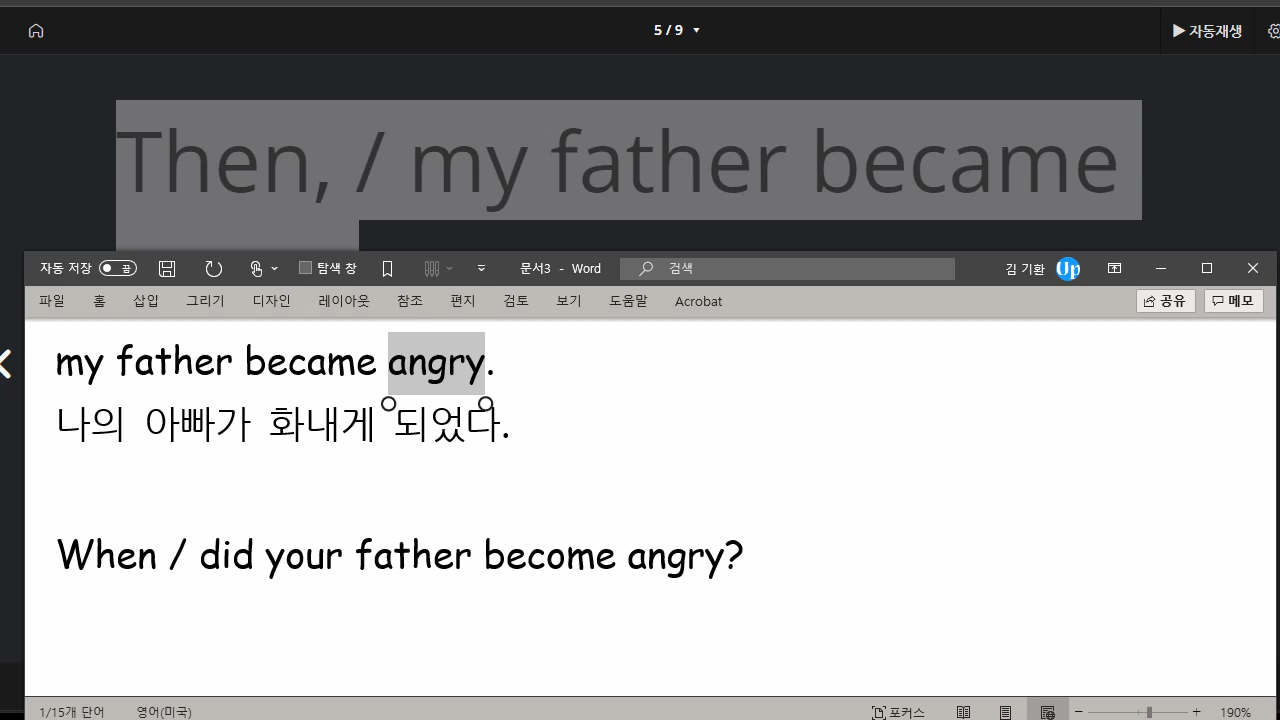 5 / 9
자동재생
Then, / my father became
자동 저장 끔
탐색 창
문서3 - Word
검색
김 기환
Up
파일 홈 삽입 그리기 디자인 레이아웃 참조 편지 검토 보기 도움말 Acrobat
공유 메모
my father became angry.
나의 아빠가 화내게 되었다.
When / did your father become angry?
1/15개 단어 영어(미국)
포커스
190%